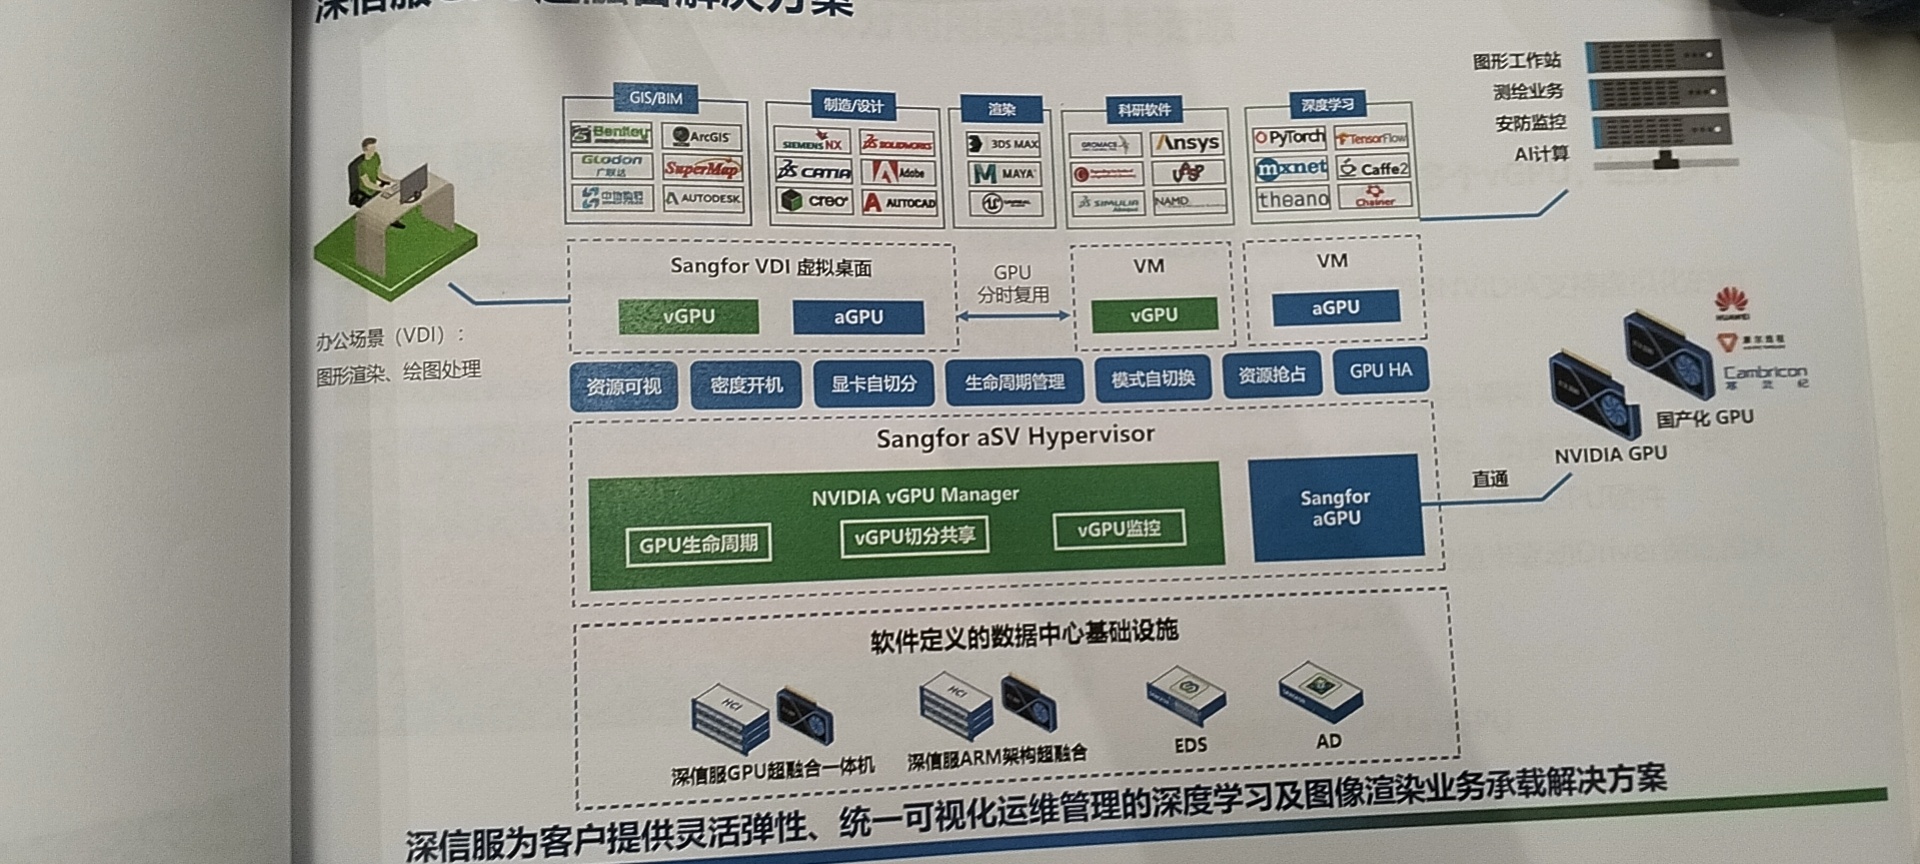 解决方案
图形工作站
测绘业务
安防监控
AI计算
GIS/BIM
制造/设计
渲染
科研软件
深度学习
Bentley
ArcGIS
SIEMENS NX
SOLIDWORKS
3DS MAX
GROMACS
Ansys
PyTorch
TensorFlow
GLodon
广联达
SuperMap
CATIA
Adobe
MAYA
mxnet
Caffe2
AUTODESK
creo
AUTOCAD
SIMULIA
NAMD
theano
Chainer
Sangfor VDI 虚拟桌面
vGPU
aGPU
GPU
分时复用
VM
vGPU
VM
aGPU
办公场景（VDI）：
图形渲染、绘图处理
资源可视
密度开机
显卡自切分
生命周期管理
模式自切换
资源抢占
GPU HA
HUAWEI
Cambricon
寒 武 纪
国产化 GPU
NVIDIA GPU
直通
Sangfor aSV Hypervisor
NVIDIA vGPU Manager
GPU生命周期
vGPU切分共享
vGPU监控
Sangfor
aGPU
软件定义的数据中心基础设施
HCI
HCI
深信服GPU超融合一体机
深信服ARM架构超融合
EDS
AD
深信服为客户提供灵活弹性、统一可视化运维管理的深度学习及图像渲染业务承载解决方案